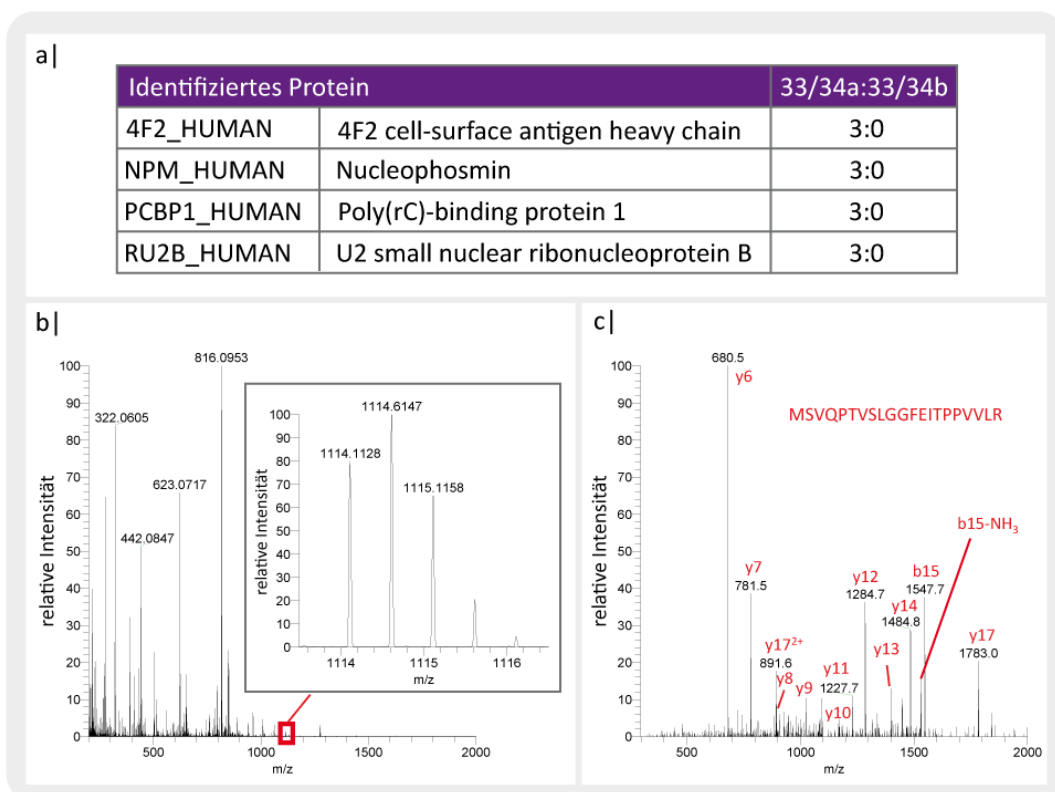 a|
Identifiziertes Protein 33/34a:33/34b
4F2_HUMAN 4F2 cell-surface antigen heavy chain 3:0
NPM_HUMAN Nucleophosmin 3:0
PCBP1_HUMAN Poly(rC)-binding protein 1 3:0
RU2B_HUMAN U2 small nuclear ribonucleoprotein B 3:0
b|
relative Intensität
100
90
80
70
60
50
40
30
20
10
0
816.0953
322.0605
623.0717
442.0847
500
1000
1500
2000
m/z
relative Intensität
100
90
80
70
60
50
40
30
20
10
0
1114.6147
1114.1128
1115.1158
1114
1115
1116
m/z
c|
relative Intensität
100
90
80
70
60
50
40
30
20
10
0
680.5
y6
MSVQPTVSLGGFEITPPVVLR
b15-NH₃
y7
781.5
y12
1284.7
b15
1547.7
y14
1484.8
y17²⁺
891.6
y8
y9
y11
1227.7
y10
y13
y17
1783.0
500
1000
1500
2000
m/z